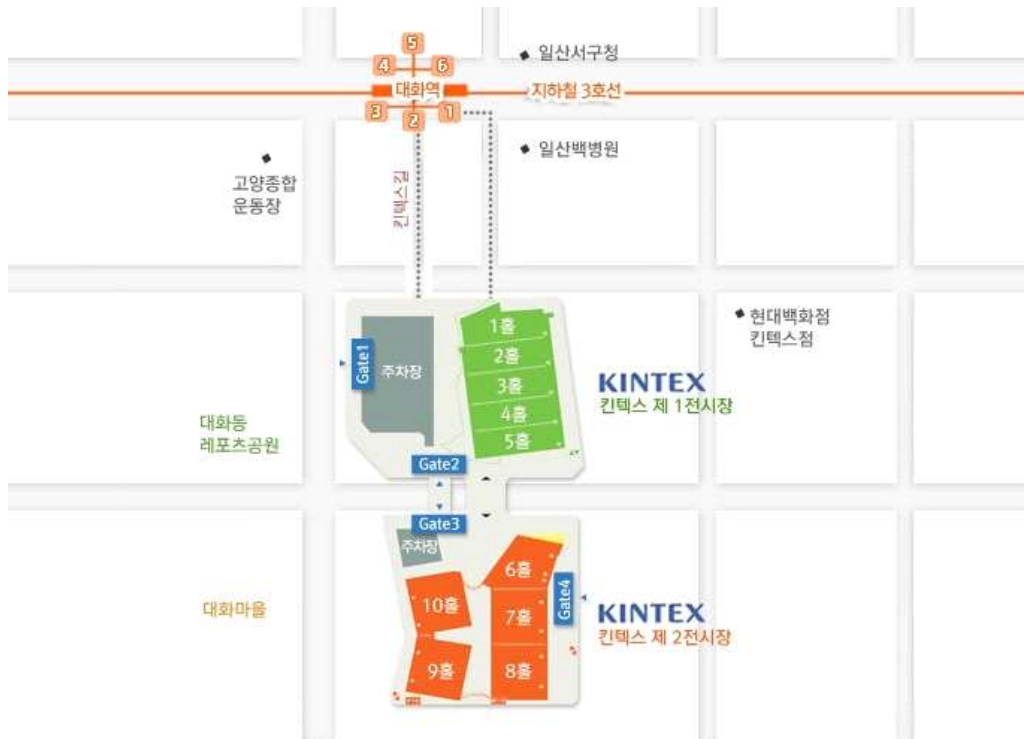 5
4
6
일산서구청
대화역
지하철 3호선
3
2
1
일산백병원
고양종합
운동장
킨텍스길
1홀
현대백화점
킨텍스점
2홀
Gate1
주차장
3홀
KINTEX
킨텍스 제 1전시장
4홀
대화동
레포츠공원
5홀
Gate2
Gate3
주차장
6홀
10홀
7홀
Gate4
대화마을
KINTEX
킨텍스 제 2전시장
9홀
8홀